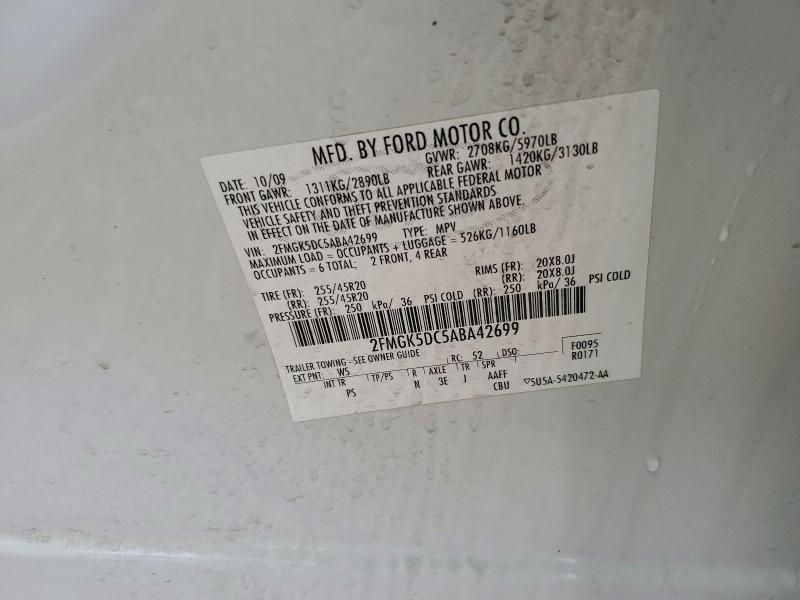 MFD. BY FORD MOTOR CO.
DATE: 10/09 GVWR: 2708KG/5970LB
FRONT GAWR: 1311KG/2890LB REAR GAWR: 1420KG/3130LB
THIS VEHICLE CONFORMS TO ALL APPLICABLE FEDERAL MOTOR
VEHICLE SAFETY AND THEFT PREVENTION STANDARDS
IN EFFECT ON THE DATE OF MANUFACTURE SHOWN ABOVE.
VIN: 2FMGK5DC5ABA42699 TYPE: MPV
MAXIMUM LOAD = OCCUPANTS + LUGGAGE = 526KG/1160LB
OCCUPANTS = 6 TOTAL; 2 FRONT, 4 REAR
TIRE (FR): 255/45R20 RIMS (FR): 20X8.0J
(RR): 255/45R20 (RR): 20X8.0J
PRESSURE (FR): 250 kPa/ 36 PSI COLD (RR): 250 kPa/ 36 PSI COLD
2FMGK5DC5ABA42699
TRAILER TOWING - SEE OWNER GUIDE F0095
EXT PNT: WS RC: 52 DSO: R0171
INT TR TP/PS R AXLE TR SPR
PS N 3E J AAFF
CBU ▽5U5A-5420472-AA